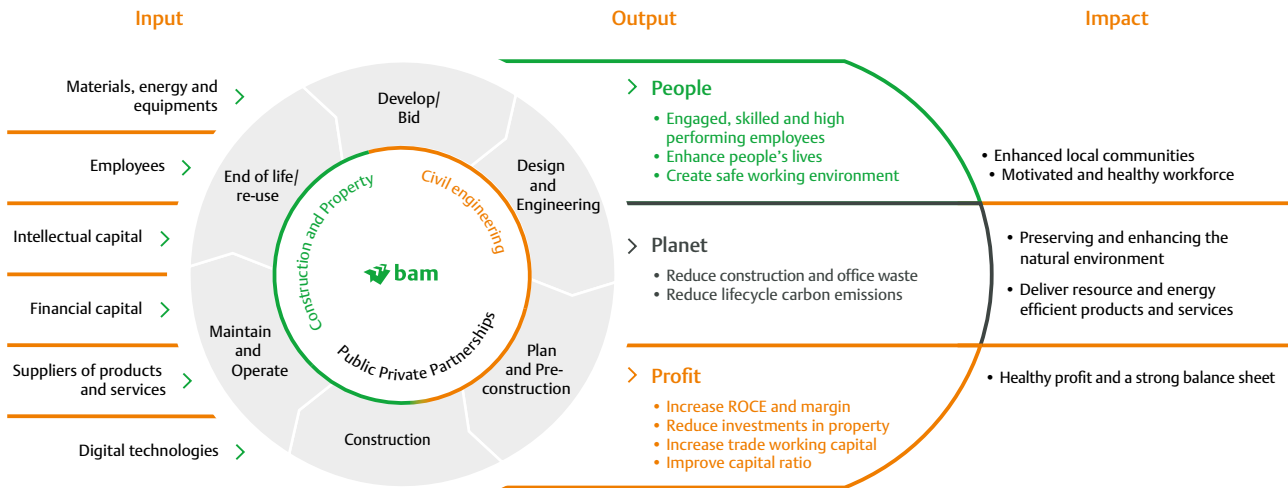 Input
Output
Impact
Materials, energy and
equipments
Employees
Intellectual capital
Financial capital
Suppliers of products
and services
Digital technologies
Develop/
Bid
Design
and
Engineering
Plan
and Pre-
construction
Construction
Maintain
and
Operate
End of life/
re-use
Construction and Property
Civil engineering
Public Private Partnerships
bam
People
• Engaged, skilled and high
performing employees
• Enhance people's lives
• Create safe working environment
Planet
• Reduce construction and office waste
• Reduce lifecycle carbon emissions
Profit
• Increase ROCE and margin
• Reduce investments in property
• Increase trade working capital
• Improve capital ratio
• Enhanced local communities
• Motivated and healthy workforce
• Preserving and enhancing the
natural environment
• Deliver resource and energy
efficient products and services
• Healthy profit and a strong balance sheet